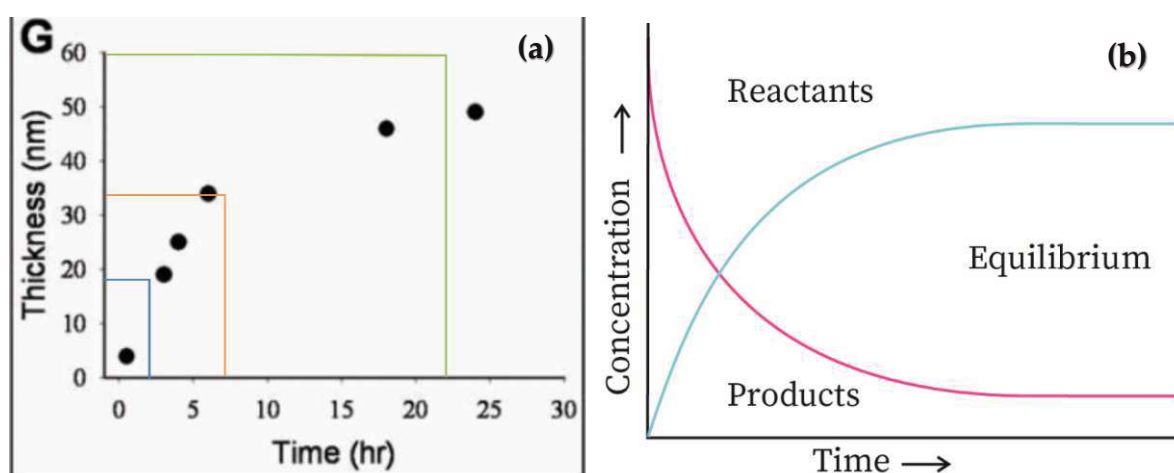 G
(a)
Thickness (nm)
60
50
40
30
20
10
0
0 5 10 15 20 25 30
Time (hr)
(b)
Concentration →
Reactants
Equilibrium
Products
Time →